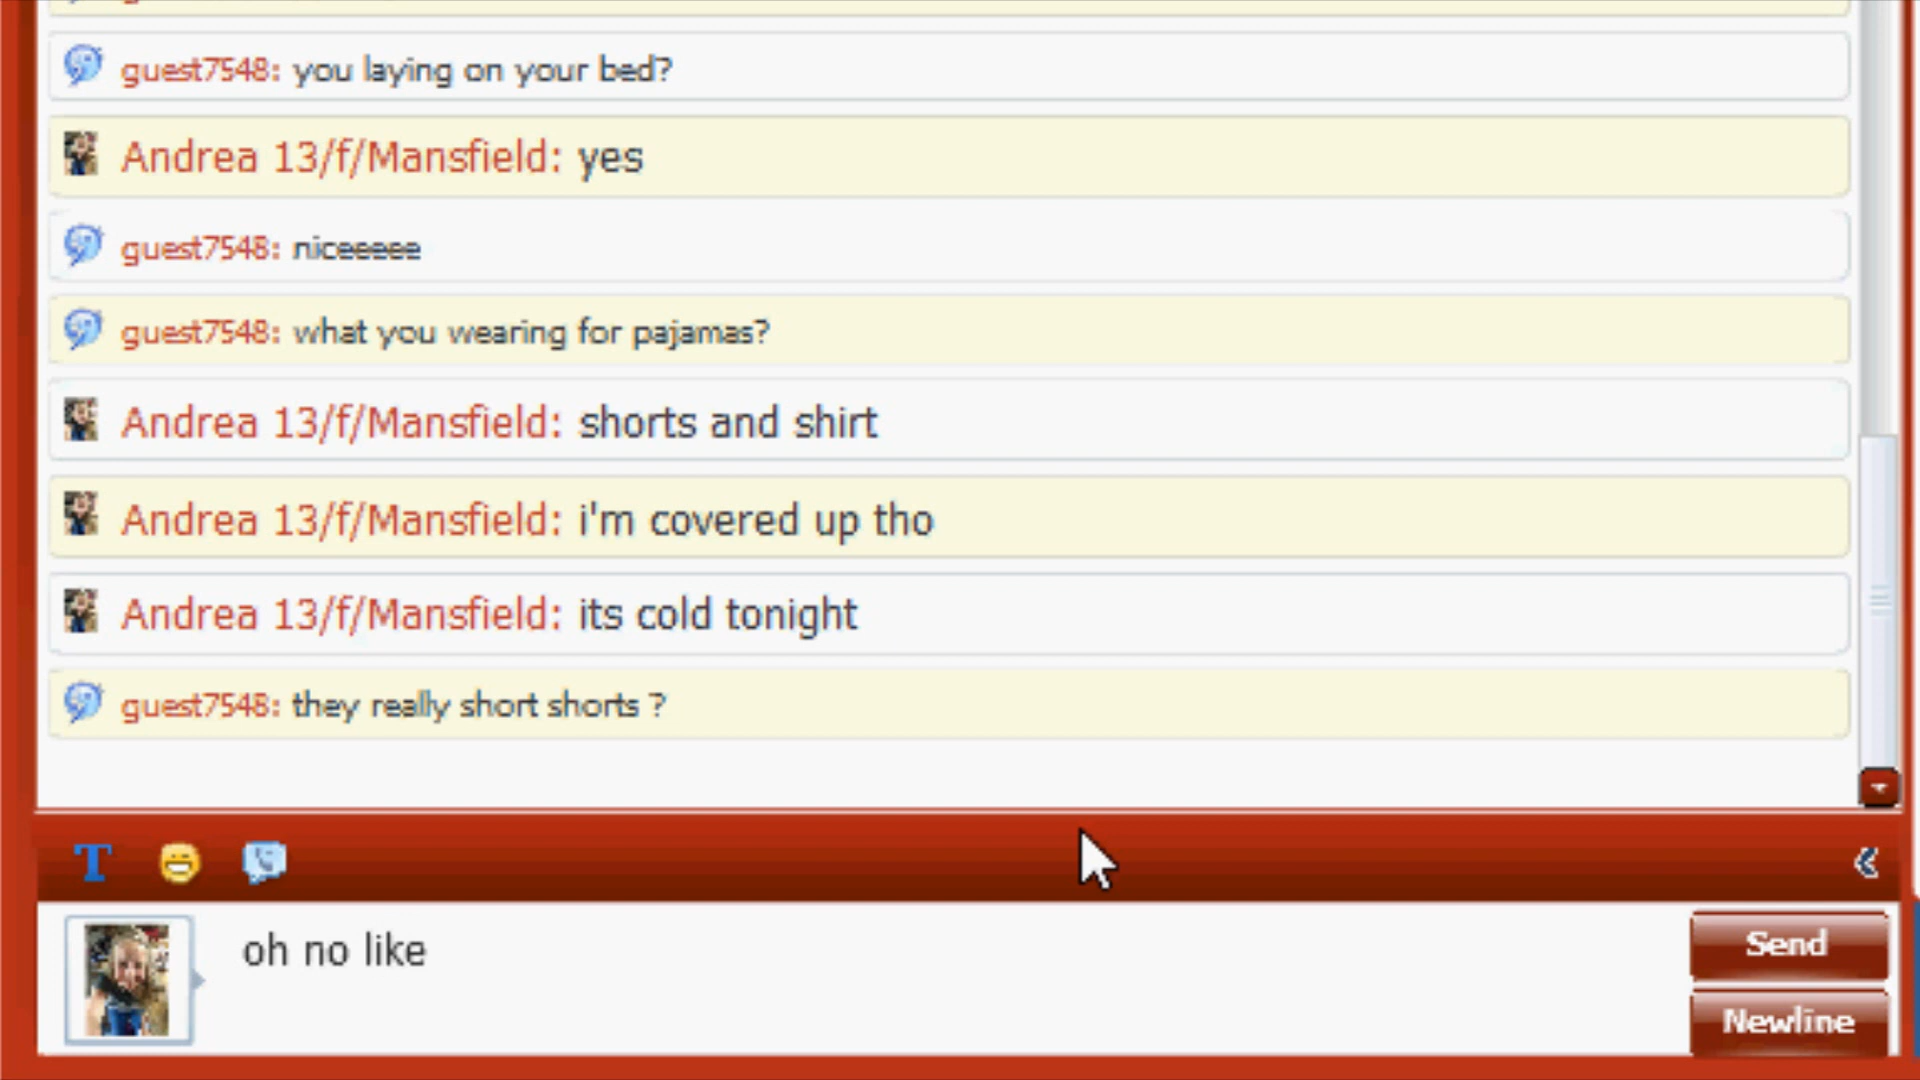 guest7548: you laying on your bed?
Andrea 13/f/Mansfield: yes
guest7548: niceeeee
guest7548: what you wearing for pajamas?
Andrea 13/f/Mansfield: shorts and shirt
Andrea 13/f/Mansfield: i'm covered up tho
Andrea 13/f/Mansfield: its cold tonight
guest7548: they really short shorts ?
T
oh no like
Send
Newline